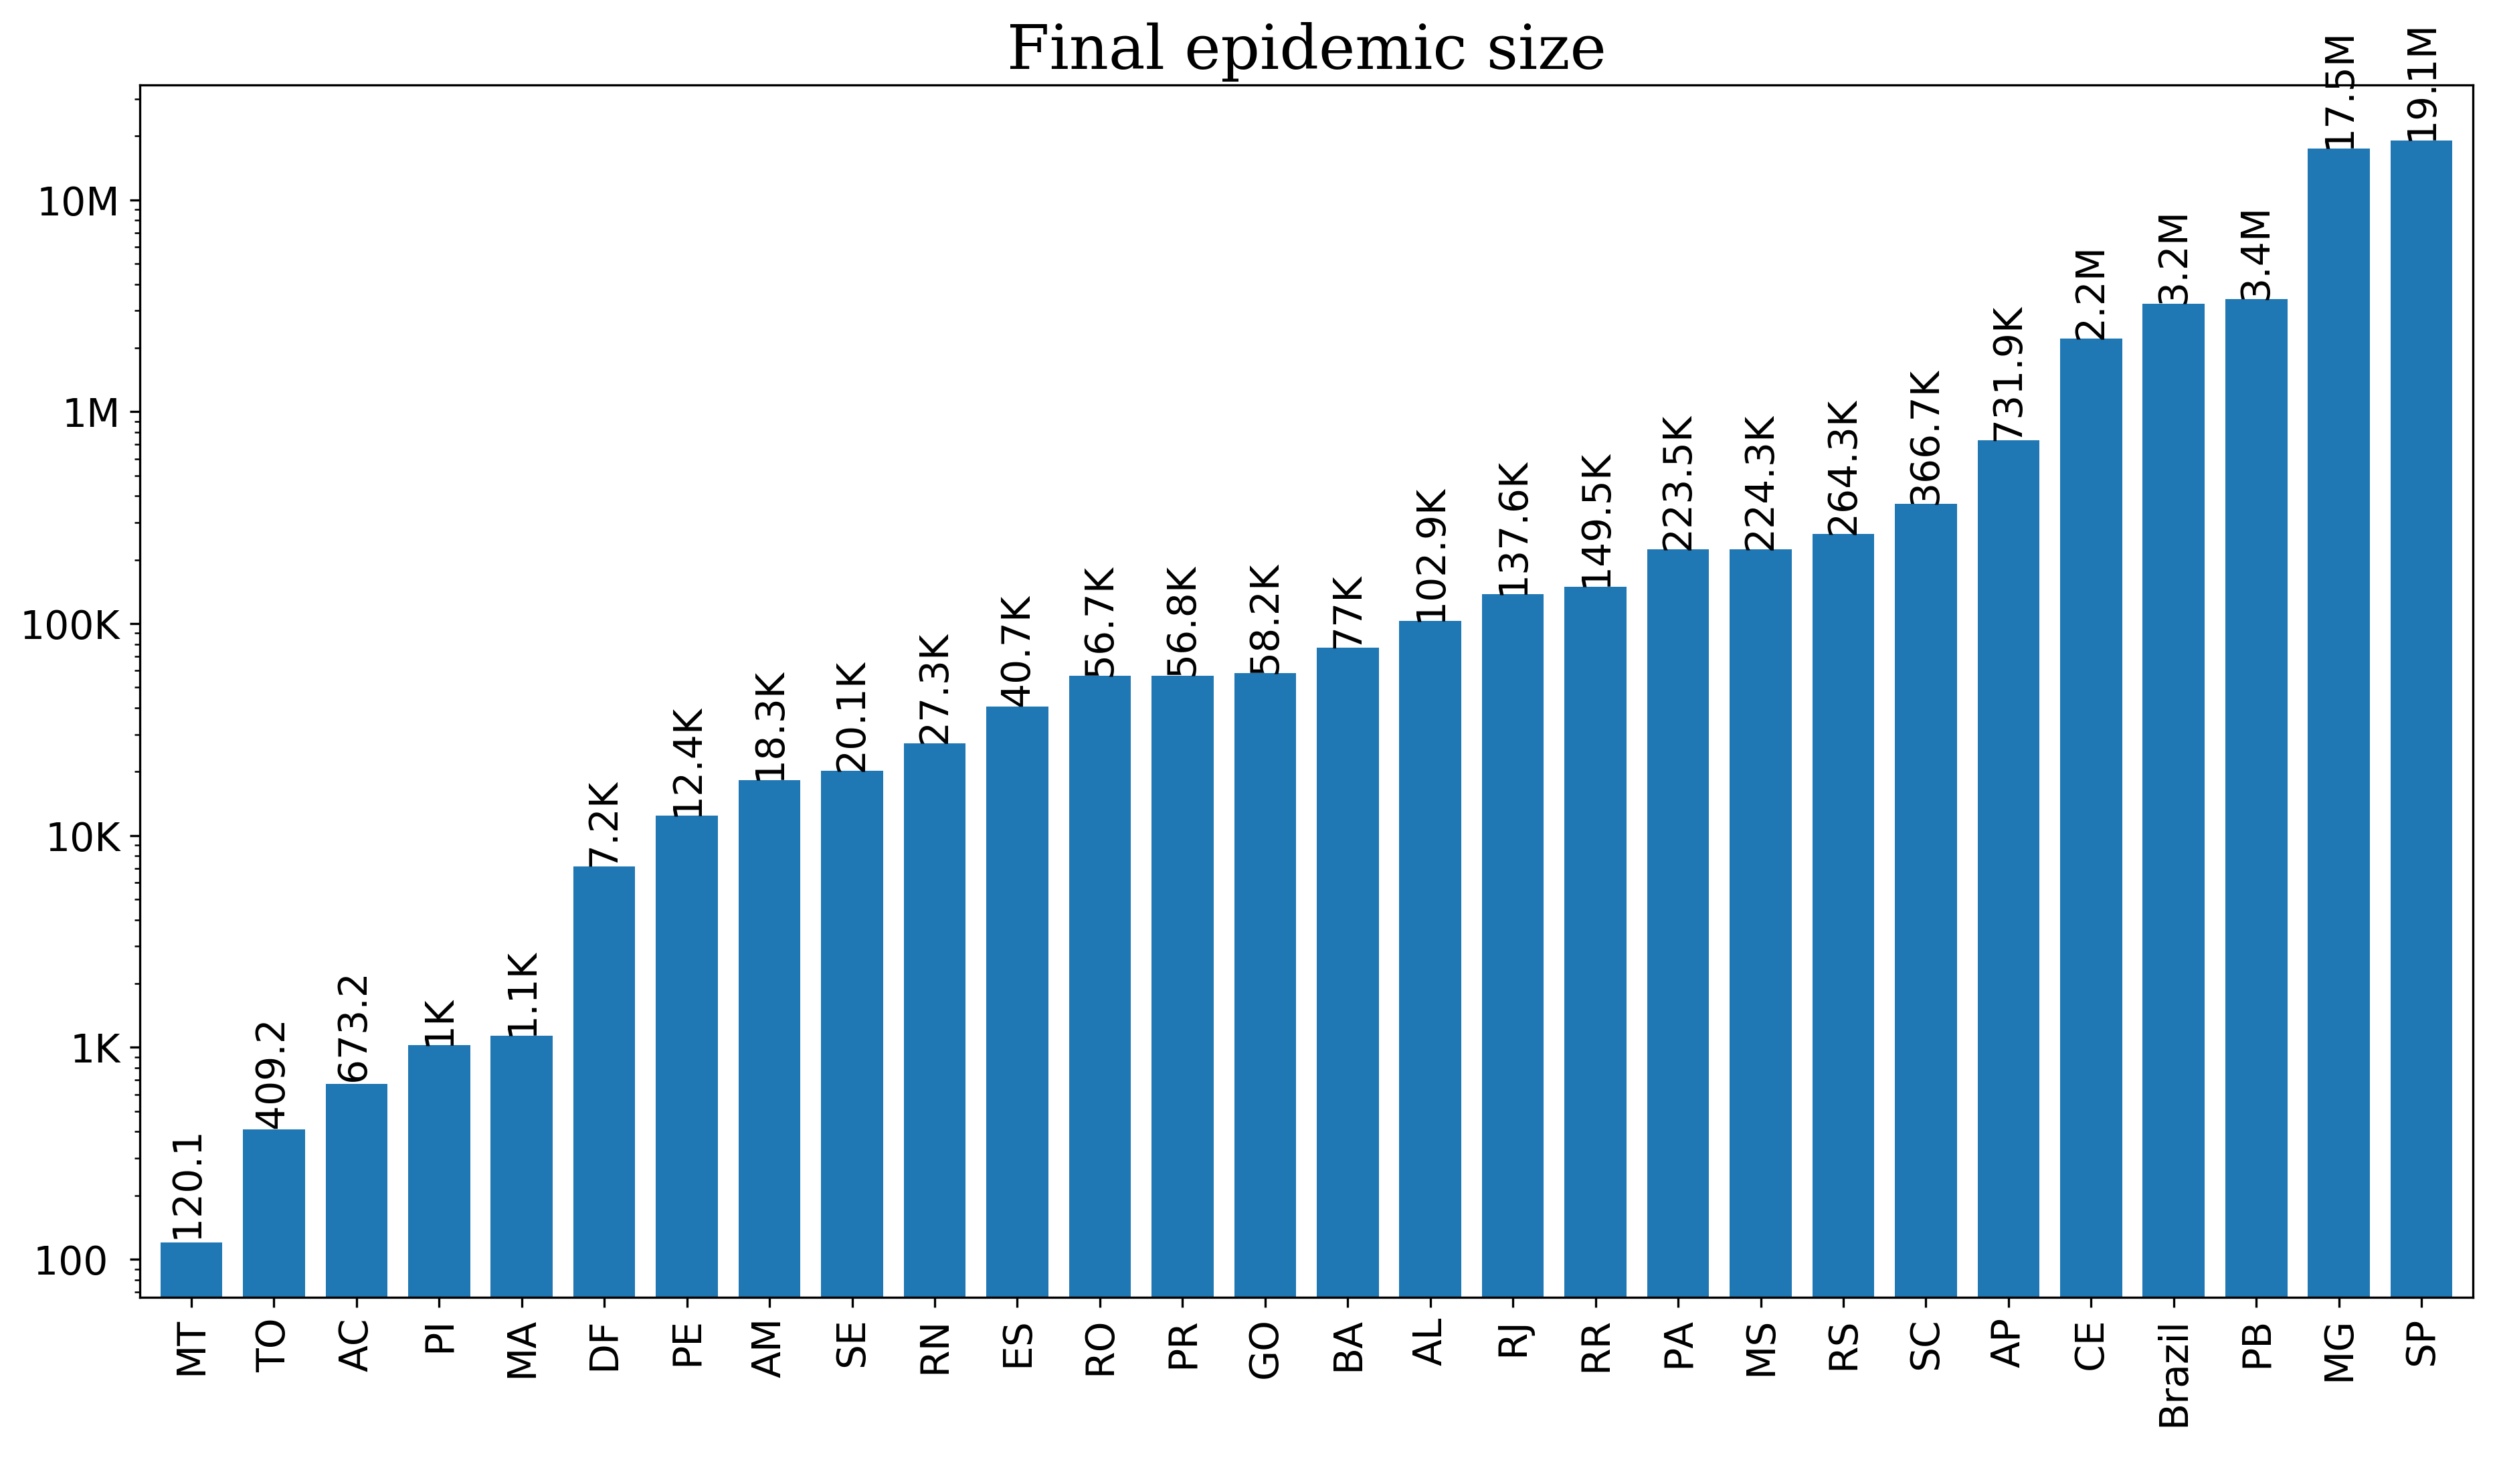 Final epidemic size
10M
1M
100K
10K
1K
100
120.1
409.2
673.2
1K
1.1K
7.2K
12.4K
18.3K
20.1K
27.3K
40.7K
56.7K
56.8K
58.2K
77K
102.9K
137.6K
149.5K
223.5K
224.3K
264.3K
366.7K
731.9K
2.2M
3.2M
3.4M
17.5M
19.1M
MT
TO
AC
PI
MA
DF
PE
AM
SE
RN
ES
RO
PR
GO
BA
AL
RJ
RR
PA
MS
RS
SC
AP
CE
Brazil
PB
MG
SP